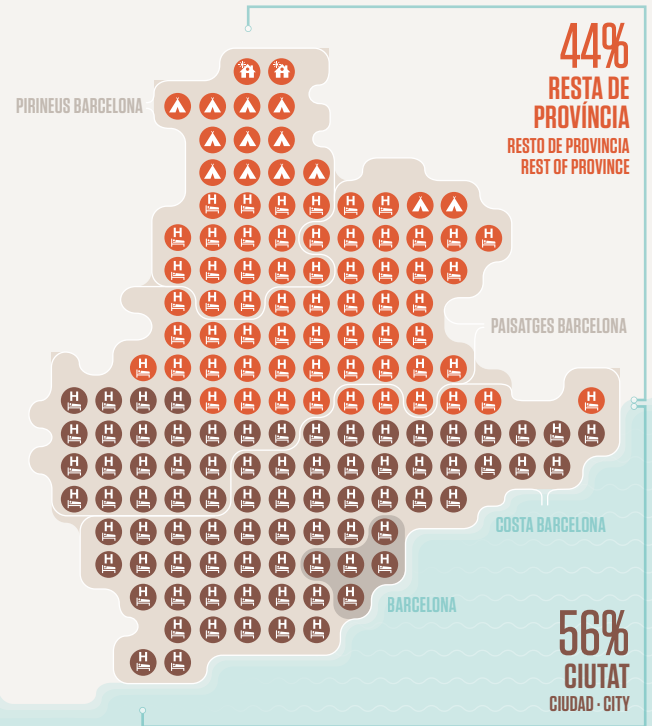 44%
RESTA DE
PROVÍNCIA
RESTO DE PROVINCIA
REST OF PROVINCE
PIRINEUS BARCELONA
PAISATGES BARCELONA
COSTA BARCELONA
BARCELONA
56%
CIUTAT
CIUDAD · CITY